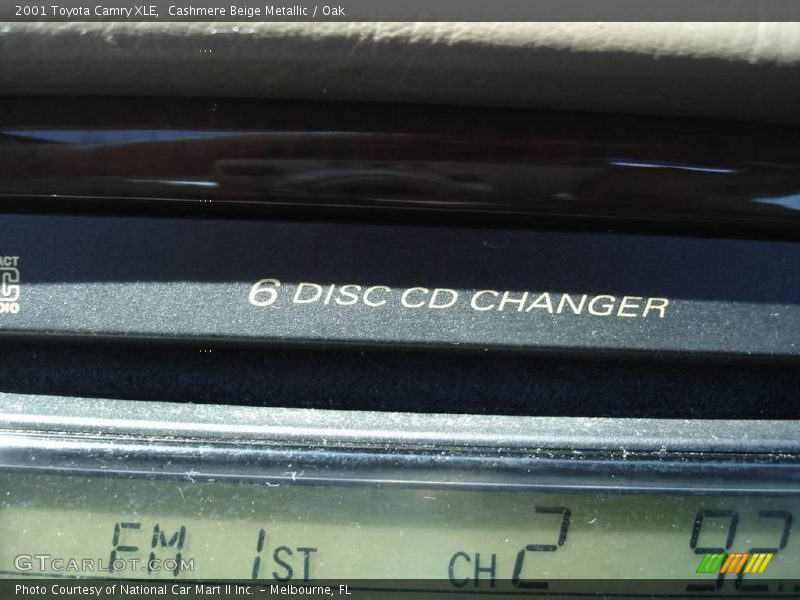 2001 Toyota Camry XLE,  Cashmere Beige Metallic / Oak
6 DISC CD CHANGER
FM 1ST CH 2 92
GTCARLOT.COM
Photo Courtesy of National Car Mart II Inc. – Melbourne, FL